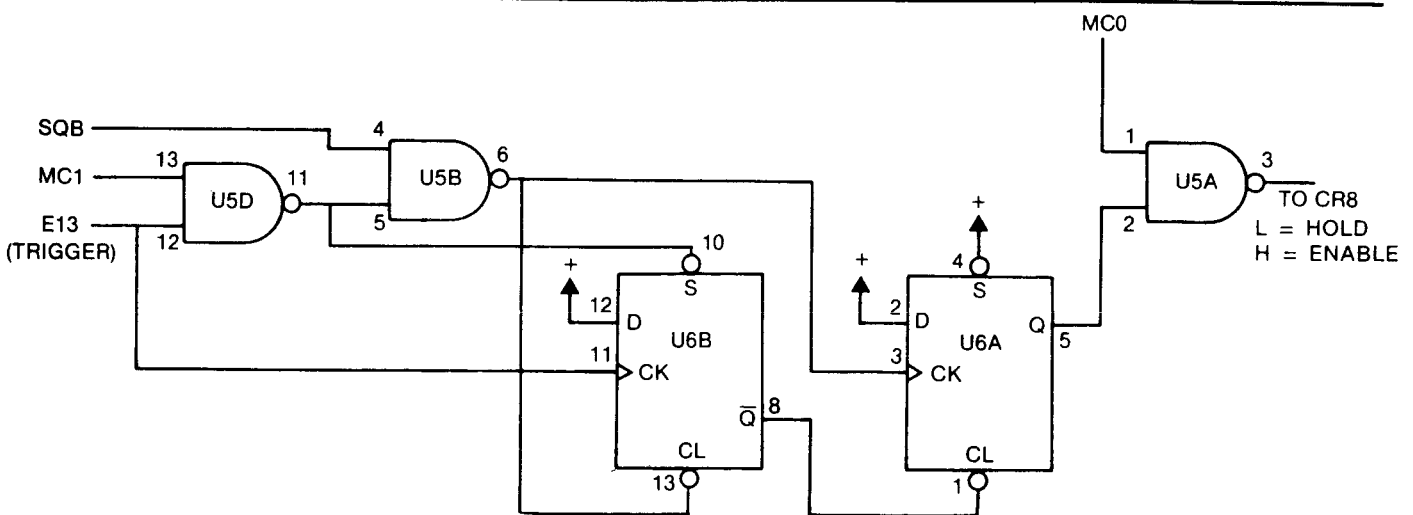 MC0
SQB
4
6
1
3
13
MC1
11
U5B
U5A
U5D
TO CR8
5
E13
12
2
L = HOLD
(TRIGGER)
H = ENABLE
+
10
+
+
4
S
S
12
D
2
D
Q
U6B
U6A
5
11
CK
3
CK
Q̅
8
CL
CL
13
1